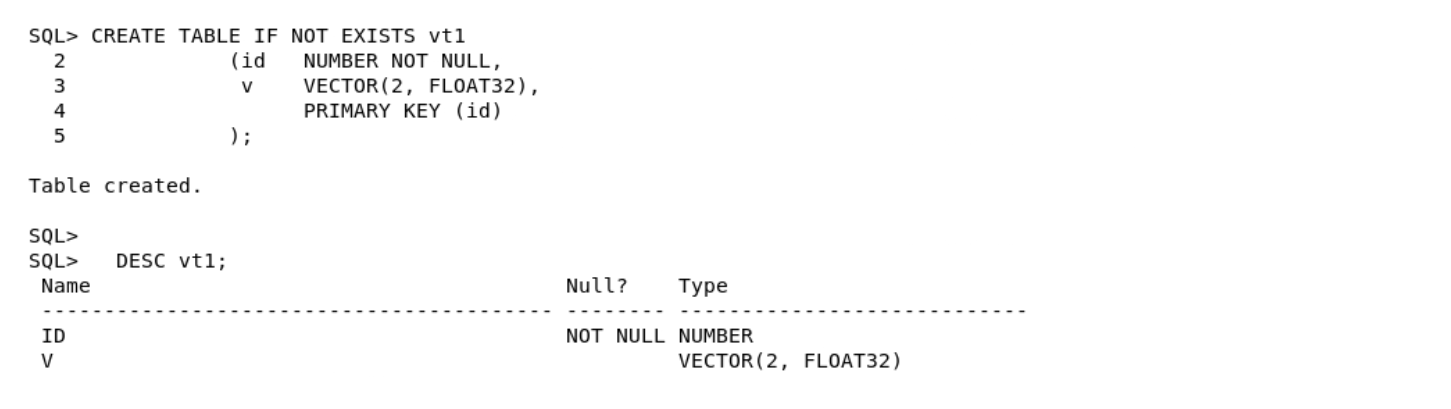 SQL> CREATE TABLE IF NOT EXISTS vt1
  2             (id   NUMBER NOT NULL,
  3              v    VECTOR(2, FLOAT32),
  4                   PRIMARY KEY (id)
  5             );
Table created.
SQL>
SQL>   DESC vt1;
 Name                                      Null?    Type
 ----------------------------------------- -------- ----------------------------
 ID                                        NOT NULL NUMBER
 V                                                  VECTOR(2, FLOAT32)